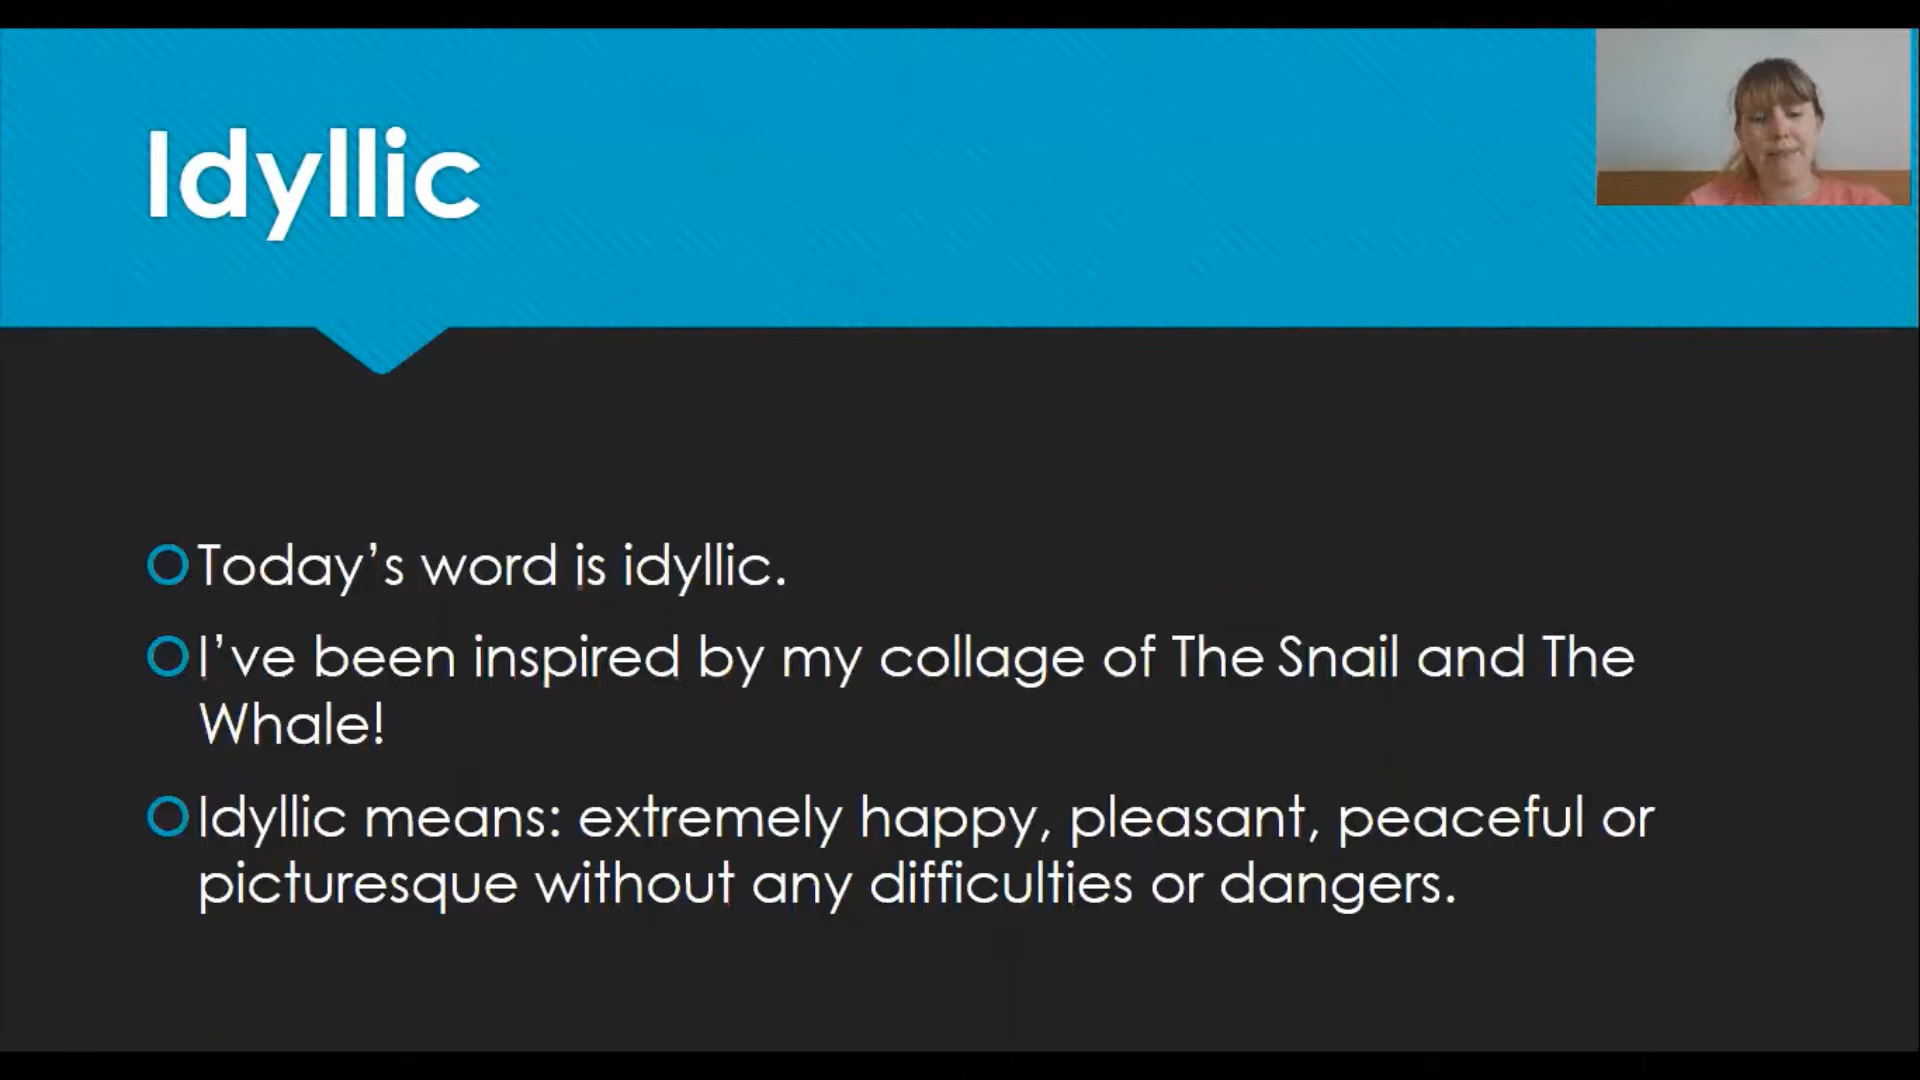 Idyllic
Today’s word is idyllic.
I’ve been inspired by my collage of The Snail and The
Whale!
Idyllic means: extremely happy, pleasant, peaceful or
picturesque without any difficulties or dangers.